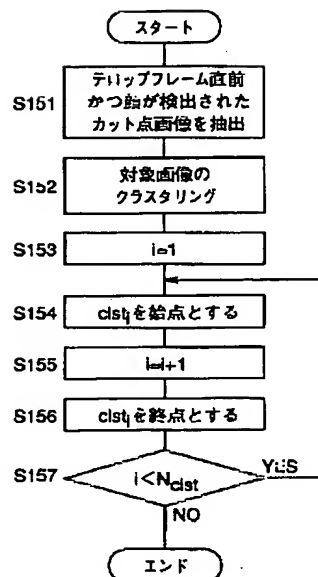 スタート
S151
テロップフレーム直前
かつ顔が検出された
カット点画像を抽出
S152
対象画像の
クラスタリング
S153
i=1
S154
clstᵢを始点とする
S155
i=i+1
S156
clstᵢを終点とする
S157
i<N_clst
YES
NO
エンド